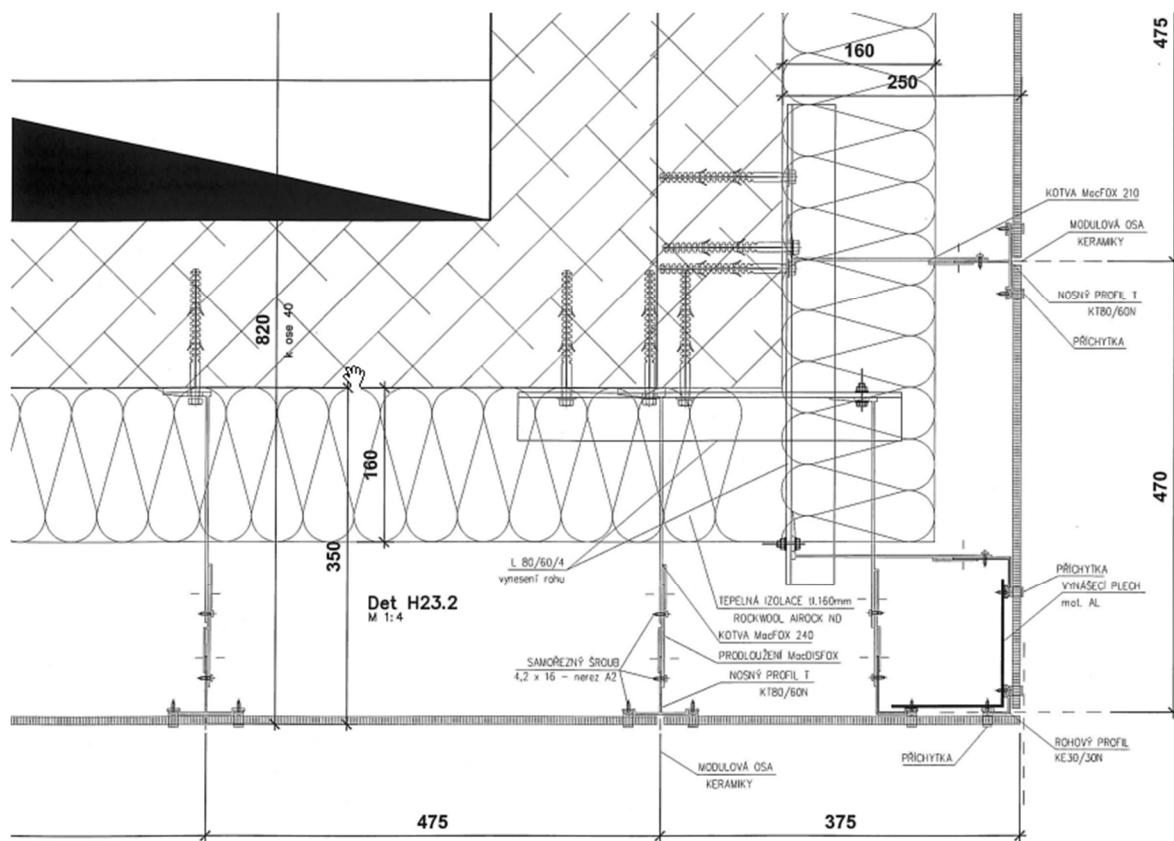 475
160
250
KOTVA MacFOX 210
MODULOVÁ OSA
KERAMIKY
NOSNÝ PROFIL T
KT80/60N
PŘÍCHYTKA
820
k ose 40
160
350
470
L 80/60/4
vynesení rohu
Det H23.2
M 1:4
TEPELNÁ IZOLACE tl.160mm
ROCKWOOL AIROCK ND
KOTVA MacFOX 240
PRODLOUŽENÍ MacDISFOX
SAMOŘEZNÝ ŠROUB
4,2 x 16 – nerez A2
NOSNÝ PROFIL T
KT80/60N
PŘÍCHYTKA
VYNÁŠECÍ PLECH
mat. AL
ROHOVÝ PROFIL
KE30/30N
PŘÍCHYTKA
MODULOVÁ OSA
KERAMIKY
475
375